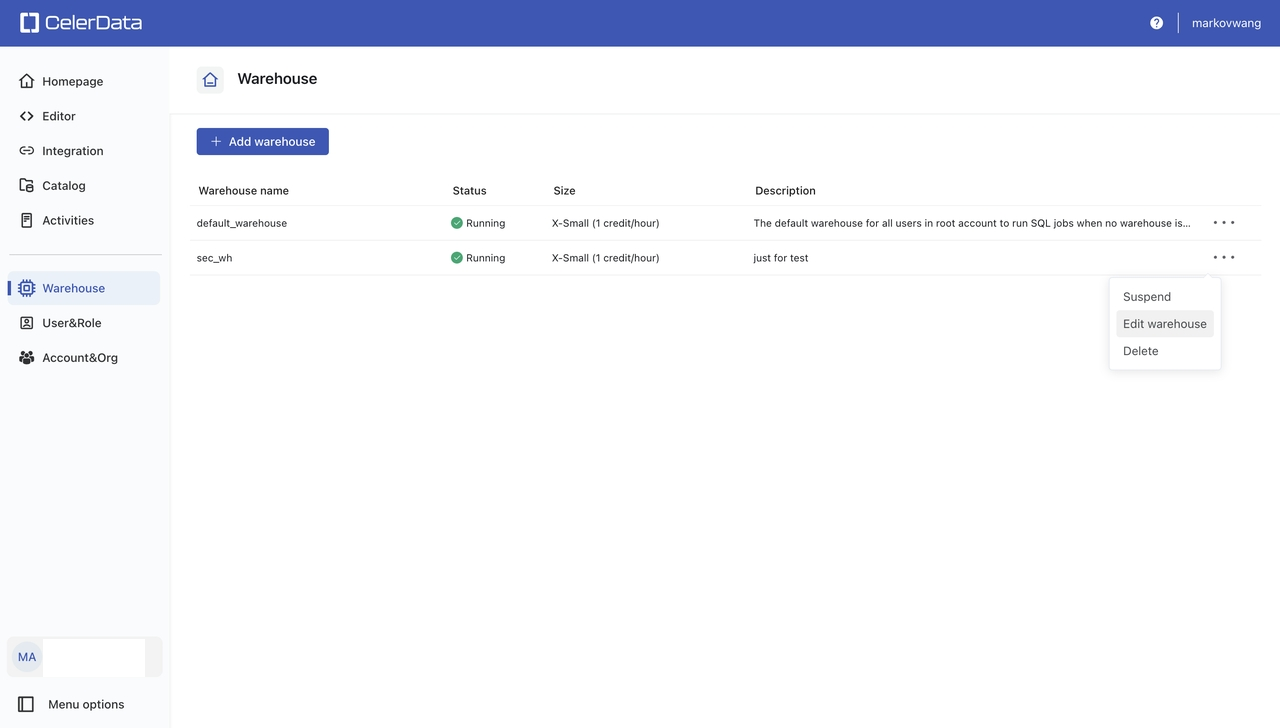 CelerData
markovwang
Homepage
Editor
Integration
Catalog
Activities
Warehouse
User&Role
Account&Org
MA
Menu options
Warehouse
Add warehouse
Warehouse name Status Size Description
default_warehouse Running X-Small (1 credit/hour) The default warehouse for all users in root account to run SQL jobs when no warehouse is...
sec_wh Running X-Small (1 credit/hour) just for test
Suspend
Edit warehouse
Delete